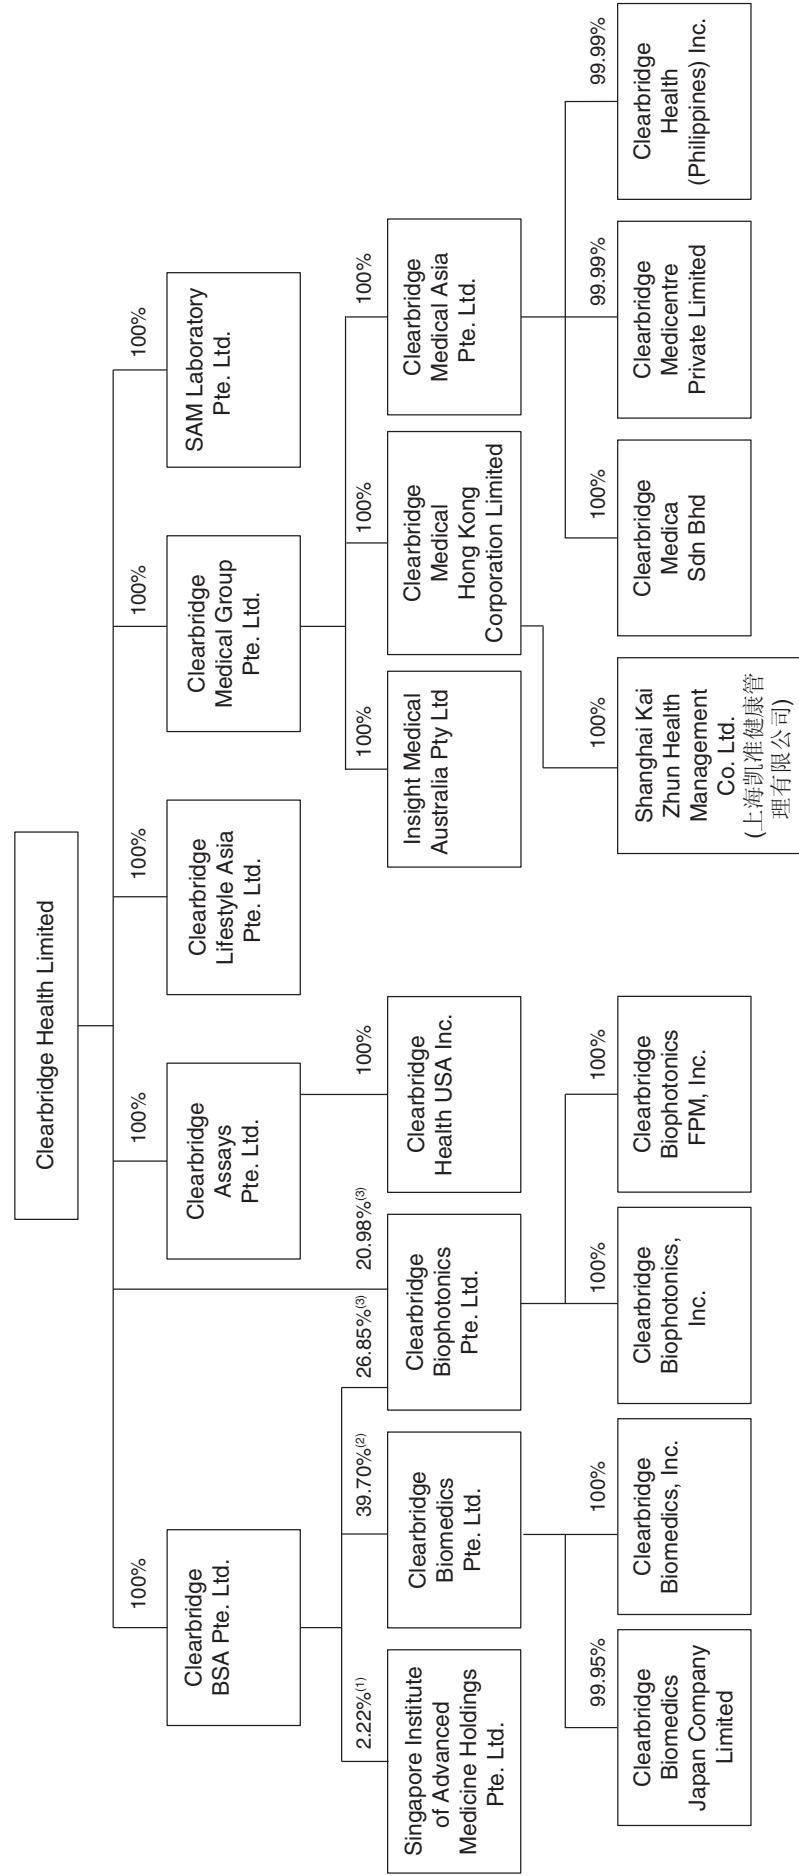 Clearbridge Health Limited
100%
100%
100%
100%
100%
Clearbridge
BSA Pte. Ltd.
Clearbridge
Assays
Pte. Ltd.
Clearbridge
Lifestyle Asia
Pte. Ltd.
Clearbridge
Medical Group
Pte. Ltd.
SAM Laboratory
Pte. Ltd.
2.22%(1)
39.70%(2)
26.85%(3)
20.98%(3)
100%
100%
100%
100%
Singapore Institute
of Advanced
Medicine Holdings
Pte. Ltd.
Clearbridge
Biomedics
Pte. Ltd.
Clearbridge
Biophotonics
Pte. Ltd.
Clearbridge
Health USA Inc.
Insight Medical
Australia Pty Ltd
Clearbridge
Medical
Hong Kong
Corporation Limited
Clearbridge
Medical Asia
Pte. Ltd.
99.95%
100%
100%
100%
100%
100%
99.99%
99.99%
Clearbridge
Biomedics
Japan Company
Limited
Clearbridge
Biomedics, Inc.
Clearbridge
Biophotonics,
Inc.
Clearbridge
Biophotonics
FPM, Inc.
Shanghai Kai
Zhun Health
Management
Co. Ltd.
(上海凯准健康管
理有限公司)
Clearbridge
Medica
Sdn Bhd
Clearbridge
Medicentre
Private Limited
Clearbridge
Health
(Philippines) Inc.